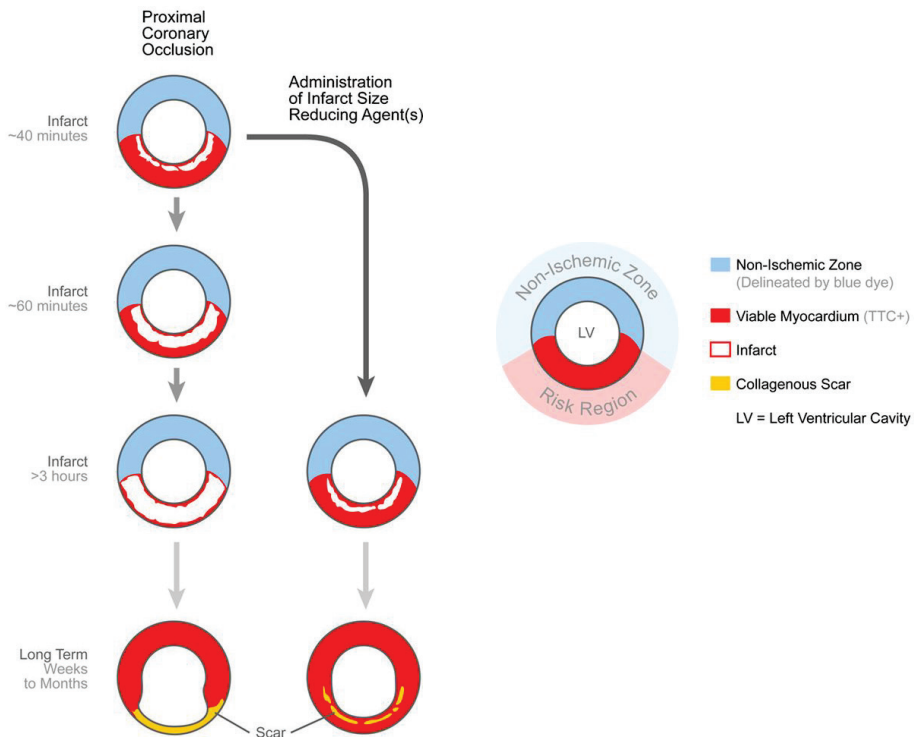 Proximal
Coronary
Occlusion
Administration
of Infarct Size
Reducing Agent(s)
Infarct
~40 minutes
Infarct
~60 minutes
Infarct
>3 hours
Long Term
Weeks
to Months
Scar
Non-Ischemic Zone
LV
Risk Region
Non-Ischemic Zone
(Delineated by blue dye)
Viable Myocardium (TTC+)
Infarct
Collagenous Scar
LV = Left Ventricular Cavity